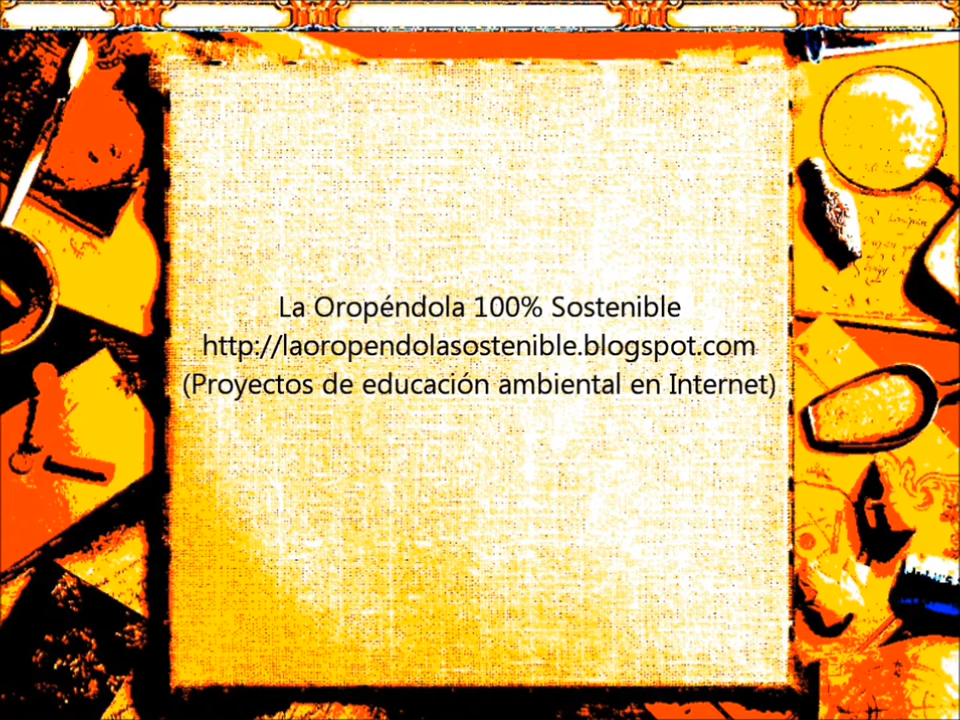 La Oropéndola 100% Sostenible
http://laoropendolasostenible.blogspot.com
(Proyectos de educación ambiental en Internet)